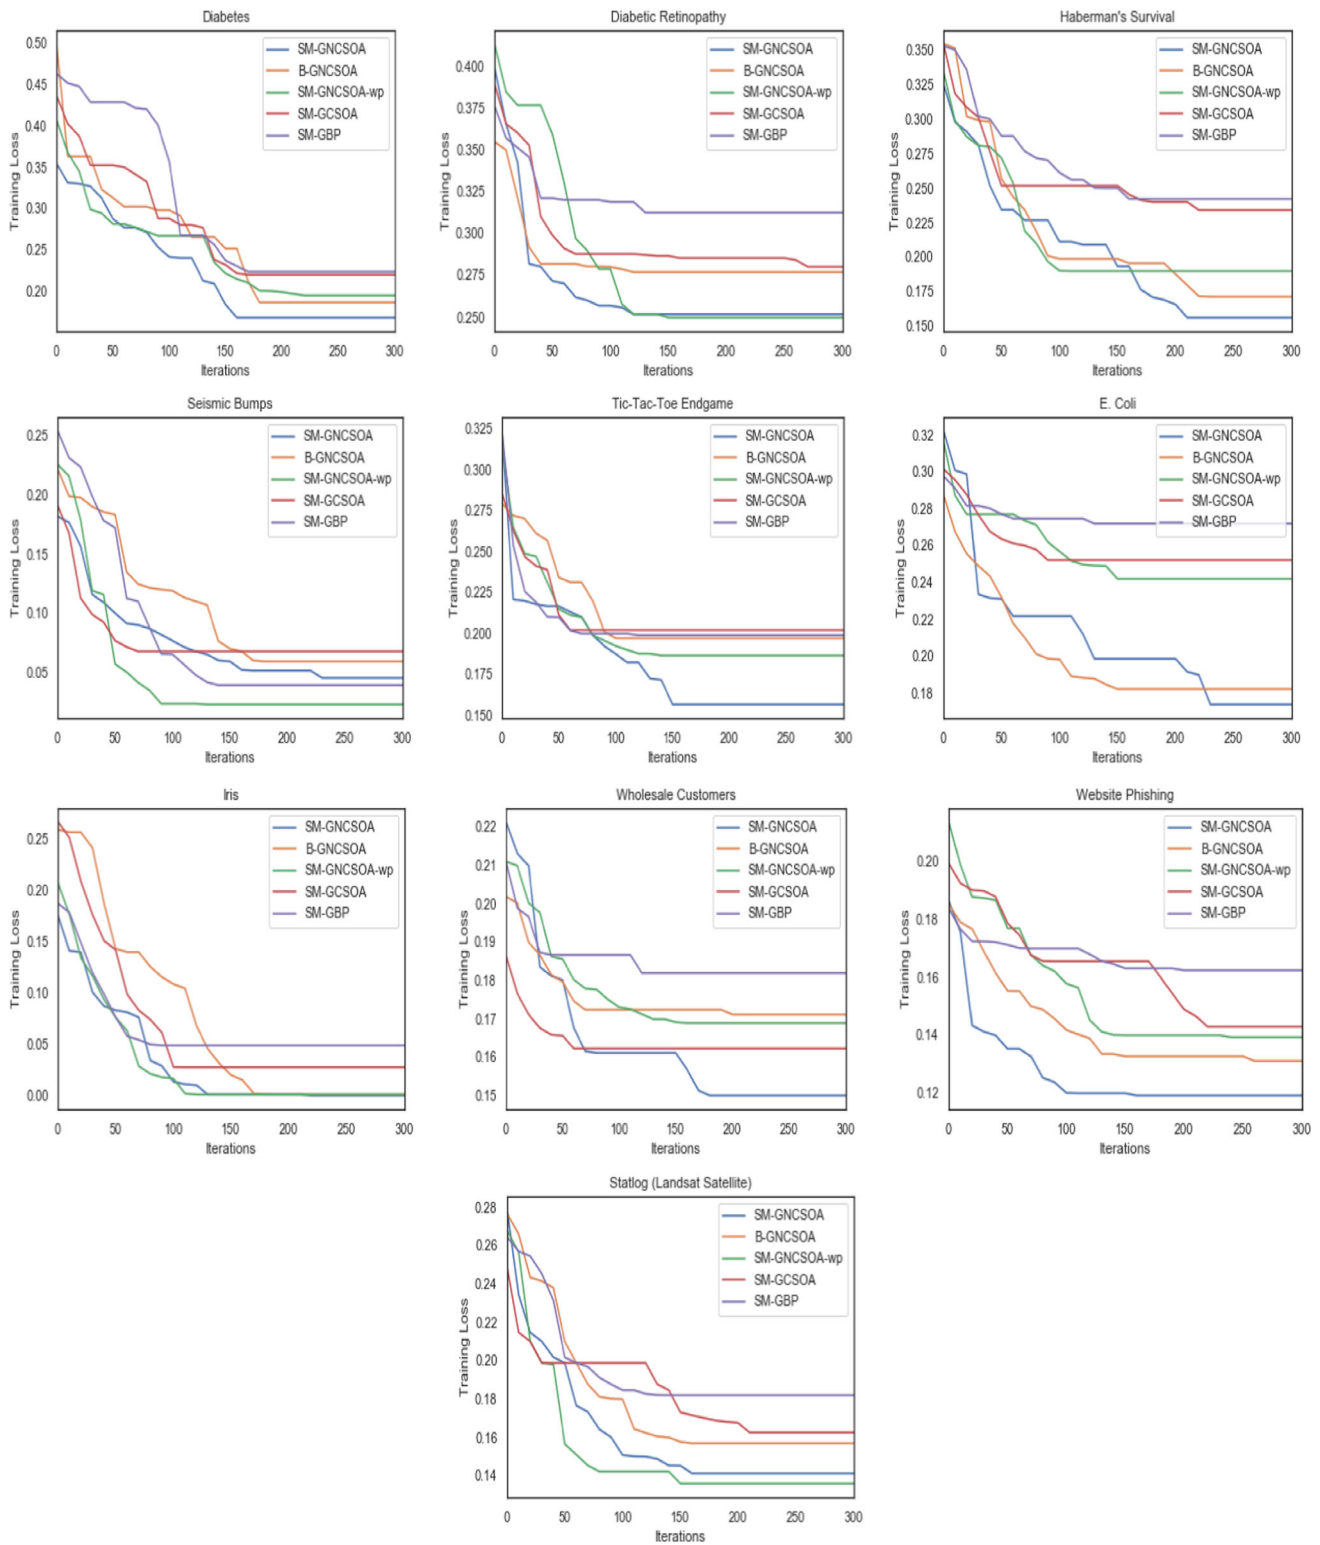 Diabetes
0.50
0.45
0.40
0.35
0.30
0.25
0.20
Training Loss
SM-GNCSOA
B-GNCSOA
SM-GNCSOA-wp
SM-GCSOA
SM-GBP
0 50 100 150 200 250 300
Iterations
Diabetic Retinopathy
0.400
0.375
0.350
0.325
0.300
0.275
0.250
Training Loss
SM-GNCSOA
B-GNCSOA
SM-GNCSOA-wp
SM-GCSOA
SM-GBP
0 50 100 150 200 250 300
Iterations
Haberman's Survival
0.350
0.325
0.300
0.275
0.250
0.225
0.200
0.175
0.150
Training Loss
SM-GNCSOA
B-GNCSOA
SM-GNCSOA-wp
SM-GCSOA
SM-GBP
0 50 100 150 200 250 300
Iterations
Seismic Bumps
0.25
0.20
0.15
0.10
0.05
Training Loss
SM-GNCSOA
B-GNCSOA
SM-GNCSOA-wp
SM-GCSOA
SM-GBP
0 50 100 150 200 250 300
Iterations
Tic-Tac-Toe Endgame
0.325
0.300
0.275
0.250
0.225
0.200
0.175
0.150
Training Loss
SM-GNCSOA
B-GNCSOA
SM-GNCSOA-wp
SM-GCSOA
SM-GBP
0 50 100 150 200 250 300
Iterations
E. Coli
0.32
0.30
0.28
0.26
0.24
0.22
0.20
0.18
Training Loss
SM-GNCSOA
B-GNCSOA
SM-GNCSOA-wp
SM-GCSOA
SM-GBP
0 50 100 150 200 250 300
Iterations
Iris
0.25
0.20
0.15
0.10
0.05
0.00
Training Loss
SM-GNCSOA
B-GNCSOA
SM-GNCSOA-wp
SM-GCSOA
SM-GBP
0 50 100 150 200 250 300
Iterations
Wholesale Customers
0.22
0.21
0.20
0.19
0.18
0.17
0.16
0.15
Training Loss
SM-GNCSOA
B-GNCSOA
SM-GNCSOA-wp
SM-GCSOA
SM-GBP
0 50 100 150 200 250 300
Iterations
Website Phishing
0.20
0.18
0.16
0.14
0.12
Training Loss
SM-GNCSOA
B-GNCSOA
SM-GNCSOA-wp
SM-GCSOA
SM-GBP
0 50 100 150 200 250 300
Iterations
Statlog (Landsat Satellite)
0.28
0.26
0.24
0.22
0.20
0.18
0.16
0.14
Training Loss
SM-GNCSOA
B-GNCSOA
SM-GNCSOA-wp
SM-GCSOA
SM-GBP
0 50 100 150 200 250 300
Iterations